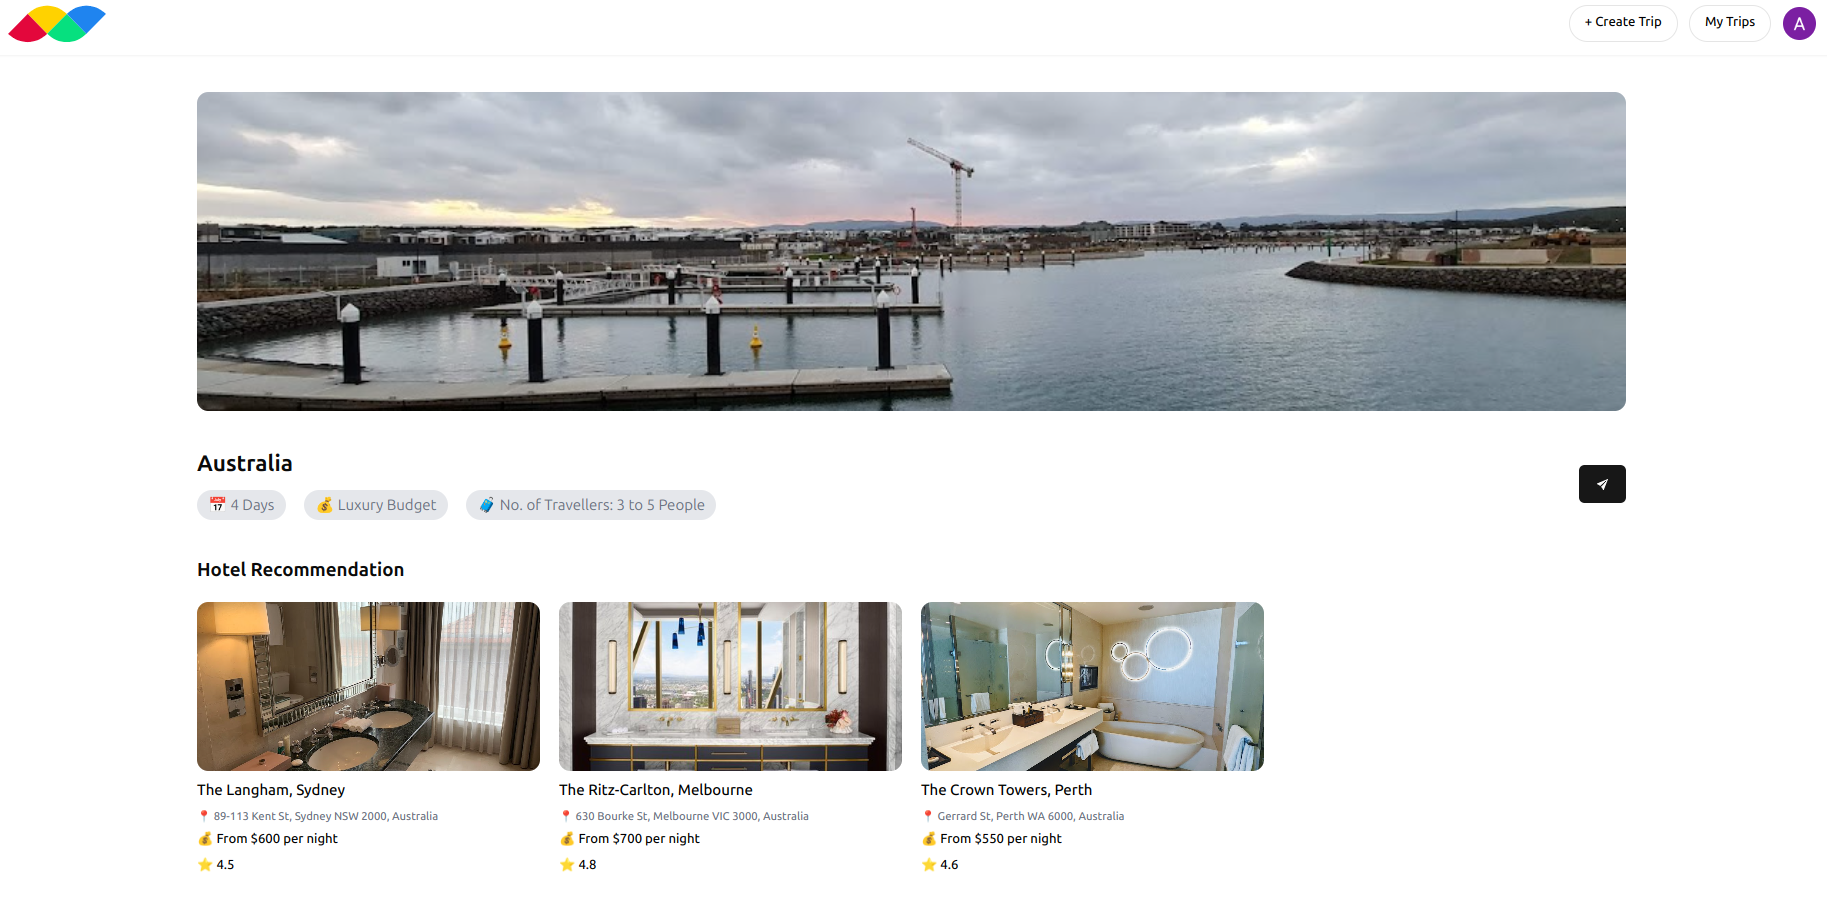 + Create Trip
My Trips
A
Australia
📅 4 Days
💰 Luxury Budget
🧳 No. of Travellers: 3 to 5 People
Hotel Recommendation
The Langham, Sydney
📍 89-113 Kent St, Sydney NSW 2000, Australia
💰 From $600 per night
⭐ 4.5
The Ritz-Carlton, Melbourne
📍 630 Bourke St, Melbourne VIC 3000, Australia
💰 From $700 per night
⭐ 4.8
The Crown Towers, Perth
📍 Gerrard St, Perth WA 6000, Australia
💰 From $550 per night
⭐ 4.6